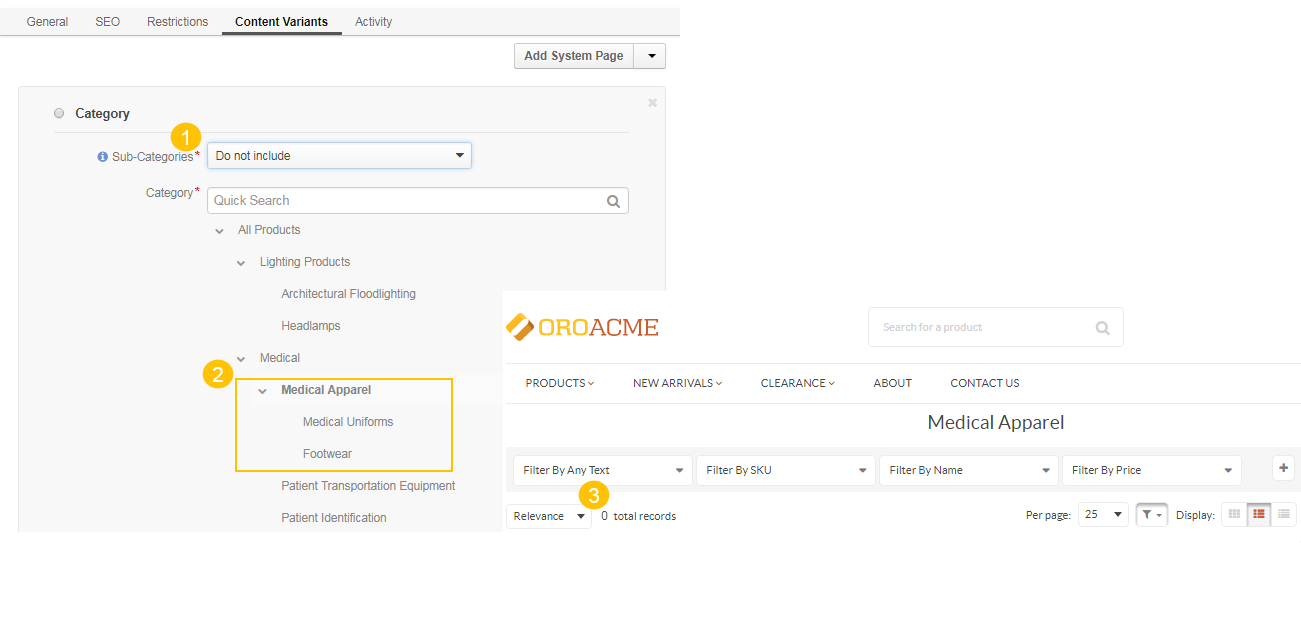 General SEO Restrictions Content Variants Activity
Add System Page
Category
1
Sub-Categories* Do not include
Category* Quick Search
All Products
Lighting Products
Architectural Floodlighting
Headlamps
Medical
2
Medical Apparel
Medical Uniforms
Footwear
Patient Transportation Equipment
Patient Identification
OROACME Search for a product
PRODUCTS NEW ARRIVALS CLEARANCE ABOUT CONTACT US
Medical Apparel
Filter By Any Text Filter By SKU Filter By Name Filter By Price
3
Relevance 0 total records Per page: 25 Display: